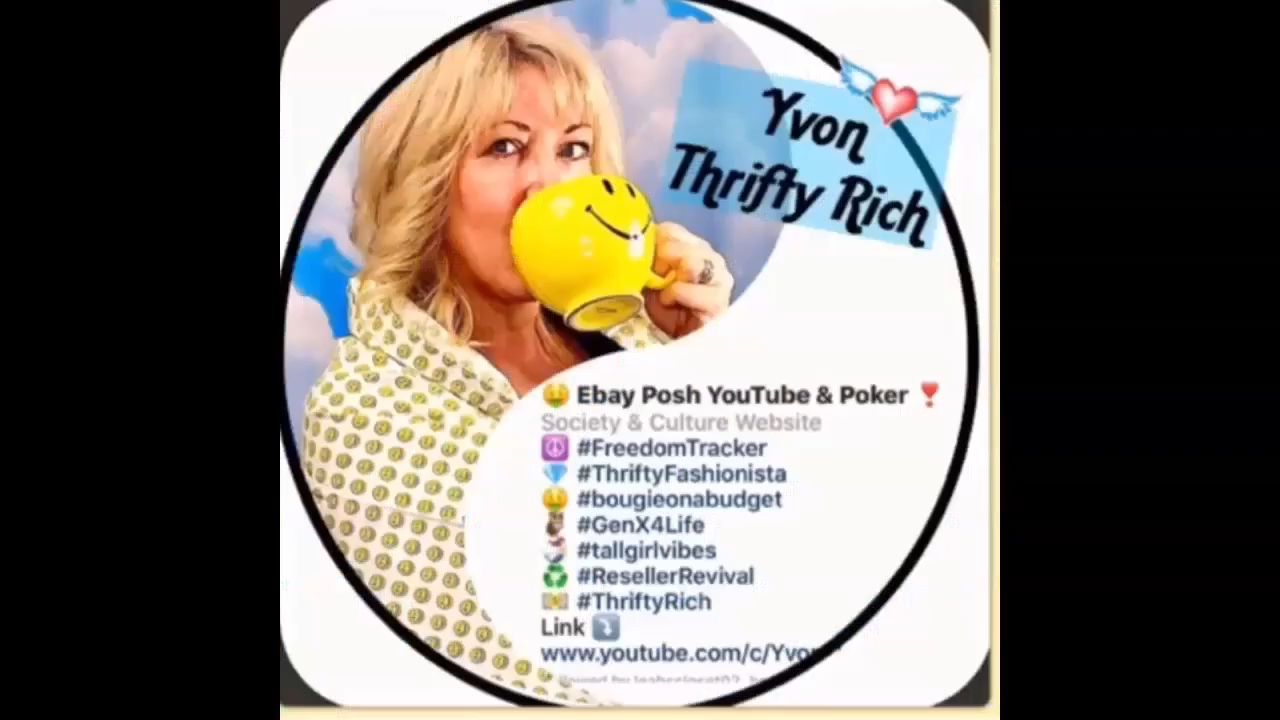 Yvon
Thrifty Rich
🤑 Ebay Posh YouTube & Poker ❣️
Society & Culture Website
☮️ #FreedomTracker
💎 #ThriftyFashionista
🤑 #bougieonabudget
#GenX4Life
#tallgirlvibes
♻️ #ResellerRevival
💵 #ThriftyRich
Link ⤵️
www.youtube.com/c/Yvon